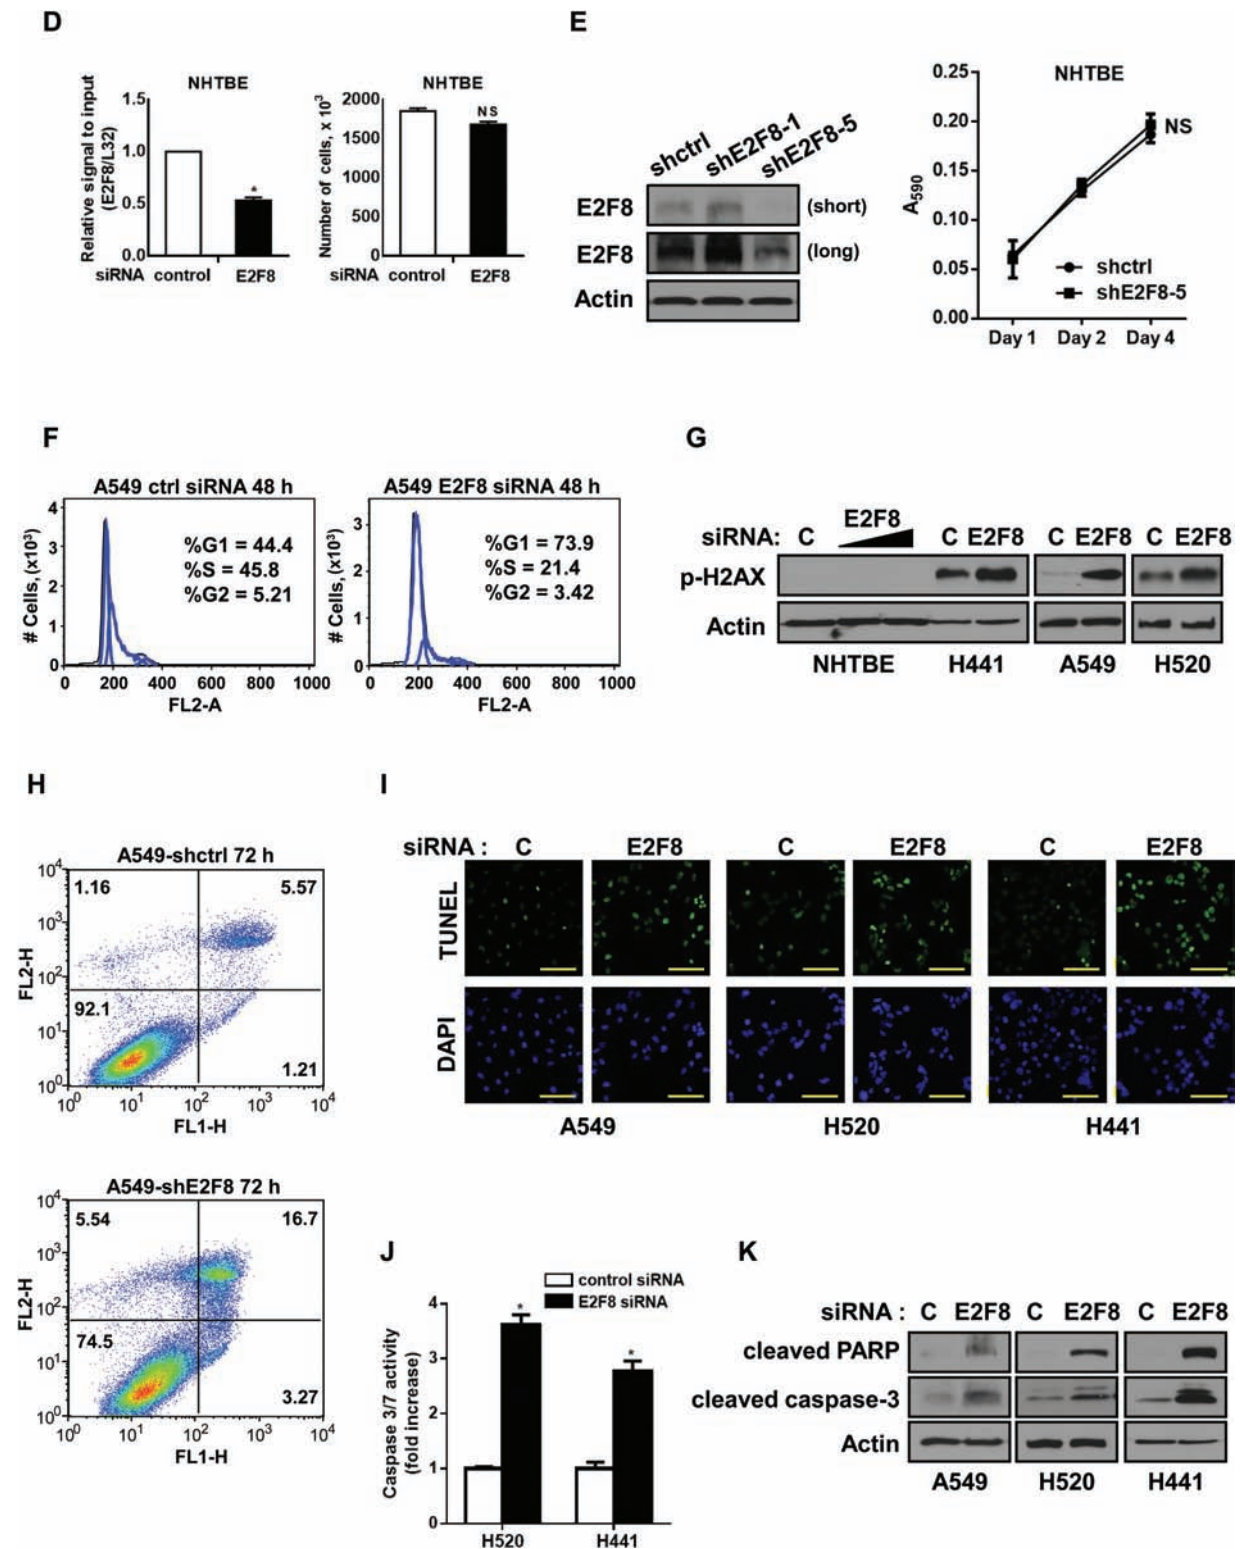 D
NHTBE
Relative signal to input
(E2F8/L32)
1.5
1.0
0.5
0.0
*
siRNA control E2F8
NHTBE
Number of cells, x 10³
2000
1500
1000
500
0
NS
siRNA control E2F8
E
shctrl
shE2F8-1
shE2F8-5
E2F8 (short)
E2F8 (long)
Actin
NHTBE
A590
0.25
0.20
0.15
0.10
0.05
0.00
NS
shctrl
shE2F8-5
Day 1 Day 2 Day 4
F
A549 ctrl siRNA 48 h
# Cells, (x10³)
4
3
2
1
0
%G1 = 44.4
%S = 45.8
%G2 = 5.21
0 200 400 600 800 1000
FL2-A
A549 E2F8 siRNA 48 h
# Cells, (x10³)
3
2
1
0
%G1 = 73.9
%S = 21.4
%G2 = 3.42
0 200 400 600 800 1000
FL2-A
G
E2F8
siRNA: C C E2F8 C E2F8 C E2F8
p-H2AX
Actin
NHTBE H441 A549 H520
H
A549-shctrl 72 h
FL2-H
10⁴
10³
10²
10¹
10⁰
1.16 5.57
92.1
1.21
10⁰ 10¹ 10² 10³ 10⁴
FL1-H
A549-shE2F8 72 h
FL2-H
10⁴
10³
10²
10¹
10⁰
5.54 16.7
74.5
3.27
10⁰ 10¹ 10² 10³ 10⁴
FL1-H
I
siRNA : C E2F8 C E2F8 C E2F8
TUNEL
DAPI
A549 H520 H441
J
control siRNA
E2F8 siRNA
Caspase 3/7 activity
(fold increase)
4
3
2
1
0
*
*
H520 H441
K
siRNA : C E2F8 C E2F8 C E2F8
cleaved PARP
cleaved caspase-3
Actin
A549 H520 H441